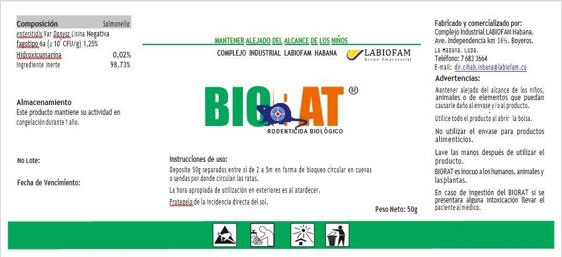 Composición Salmonella
enteritidis Var Danysz Lisina Negativa
fagotipo 6a (≥ 10 CFU/g) 1,25%
Hidroxicumarina 0,02%
Ingrediente Inerte 98,73%
Almacenamiento
Este producto mantiene su actividad en
congelación durante 1 año.
No Lote:
Fecha de Vencimiento:
MANTENER ALEJADO DEL ALCANCE DE LOS NIÑOS
COMPLEJO INDUSTRIAL LABIOFAM HABANA
LABIOFAM
Grupo Empresarial
BIORAT ®
RODENTICIDA BIOLÓGICO
Instrucciones de uso:
Deposite 50g separados entre si de 2 a 5m en forma de bloqueo circular en cuevas
o sendas por donde circulan las ratas.
La hora apropiada de utilización en exteriores es al atardecer.
Protegelo de la incidencia directa del sol.
Peso Neto: 50g
Fabricado y comercializado por:
Complejo Industrial LABIOFAM Habana.
Ave. Independencia km 16½. Boyeros.
La Habana. Cuba.
Teléfono: 7 683 3664
E-mail: dir.cihab.inbana@labiofam.cu
Advertencias:
Mantener alejado del alcance de los niños,
animales o de elementos que puedan
causarle daño al envase y/o al producto.
Utilice todo el producto al abrir la bolsa.
No utilizar el envase para productos
alimenticios.
Lave las manos después de utilizar el
producto.
BIORAT es inocuo a los humanos, animales y
las plantas.
En caso de ingestión del BIORAT si se
presentara alguna intoxicación llevar el
paciente al médico.